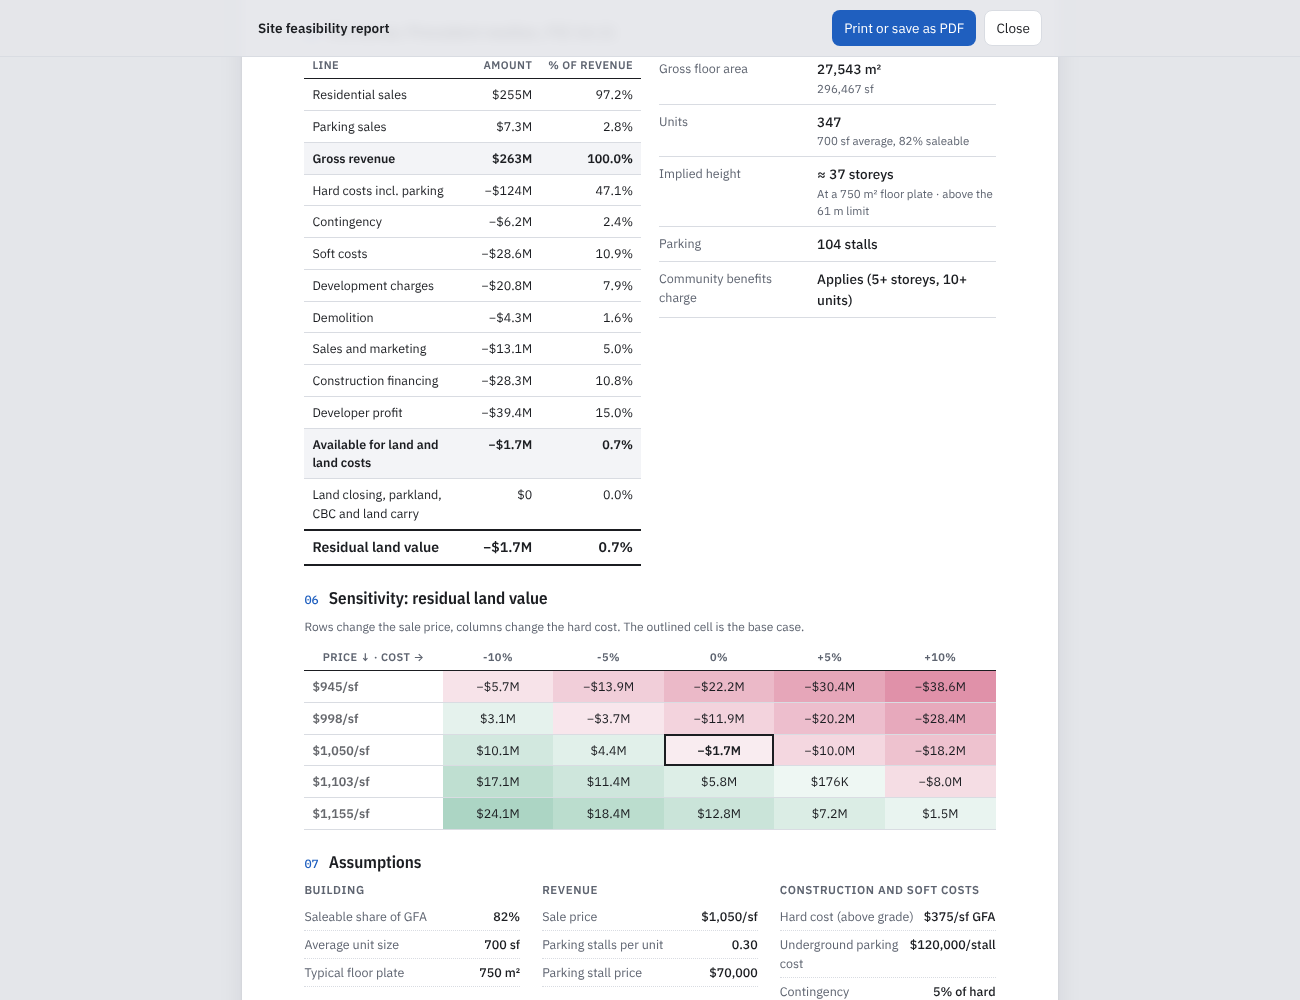 Site feasibility report
Print or save as PDF
Close
LINE AMOUNT % OF REVENUE
Residential sales $255M 97.2%
Parking sales $7.3M 2.8%
Gross revenue $263M 100.0%
Hard costs incl. parking −$124M 47.1%
Contingency −$6.2M 2.4%
Soft costs −$28.6M 10.9%
Development charges −$20.8M 7.9%
Demolition −$4.3M 1.6%
Sales and marketing −$13.1M 5.0%
Construction financing −$28.3M 10.8%
Developer profit −$39.4M 15.0%
Available for land and −$1.7M 0.7%
land costs
Land closing, parkland, $0 0.0%
CBC and land carry
Residual land value −$1.7M 0.7%
Gross floor area 27,543 m²
296,467 sf
Units 347
700 sf average, 82% saleable
Implied height ≈ 37 storeys
At a 750 m² floor plate · above the
61 m limit
Parking 104 stalls
Community benefits Applies (5+ storeys, 10+
charge units)
06 Sensitivity: residual land value
Rows change the sale price, columns change the hard cost. The outlined cell is the base case.
PRICE ↓ · COST → -10% -5% 0% +5% +10%
$945/sf −$5.7M −$13.9M −$22.2M −$30.4M −$38.6M
$998/sf $3.1M −$3.7M −$11.9M −$20.2M −$28.4M
$1,050/sf $10.1M $4.4M −$1.7M −$10.0M −$18.2M
$1,103/sf $17.1M $11.4M $5.8M $176K −$8.0M
$1,155/sf $24.1M $18.4M $12.8M $7.2M $1.5M
07 Assumptions
BUILDING
Saleable share of GFA 82%
Average unit size 700 sf
Typical floor plate 750 m²
REVENUE
Sale price $1,050/sf
Parking stalls per unit 0.30
Parking stall price $70,000
CONSTRUCTION AND SOFT COSTS
Hard cost (above grade) $375/sf GFA
Underground parking $120,000/stall
cost
Contingency 5% of hard